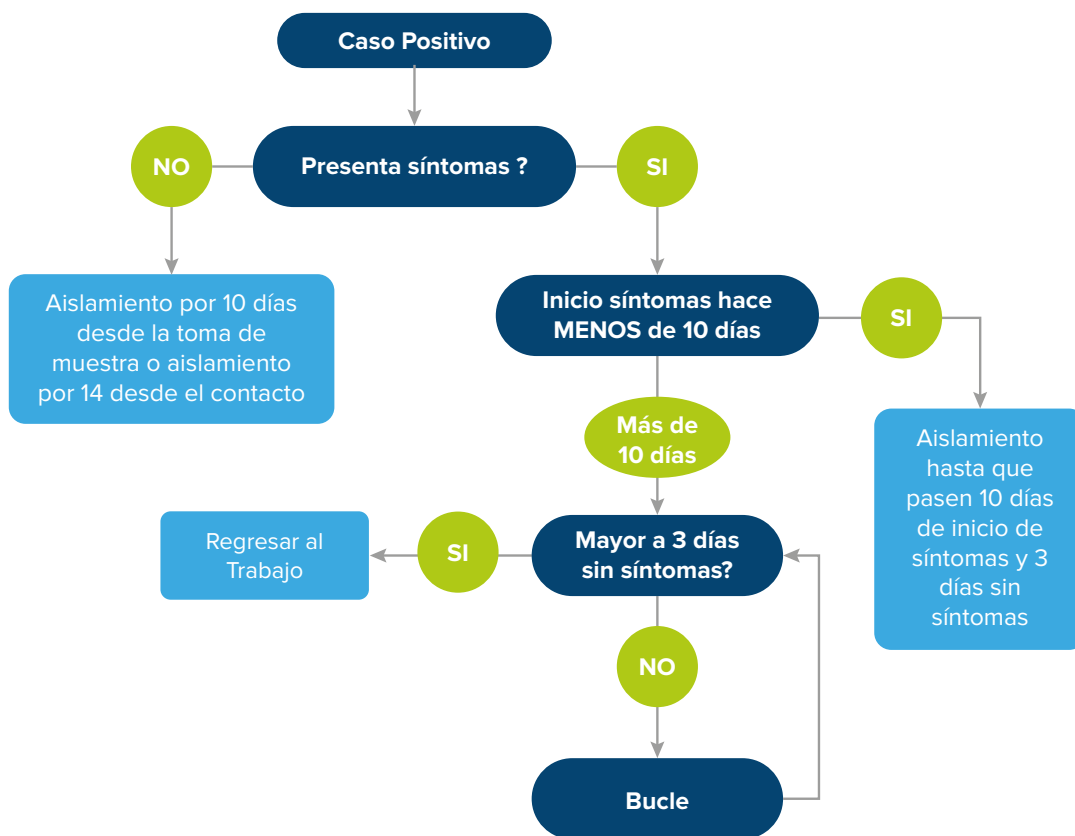 Caso Positivo
NO
Presenta síntomas ?
SI
Aislamiento por 10 días
desde la toma de
muestra o aislamiento
por 14 desde el contacto
Inicio síntomas hace
MENOS de 10 días
SI
Más de
10 días
Aislamiento
hasta que
pasen 10 días
de inicio de
síntomas y 3
días sin
síntomas
Regresar al
Trabajo
SI
Mayor a 3 días
sin síntomas?
NO
Bucle